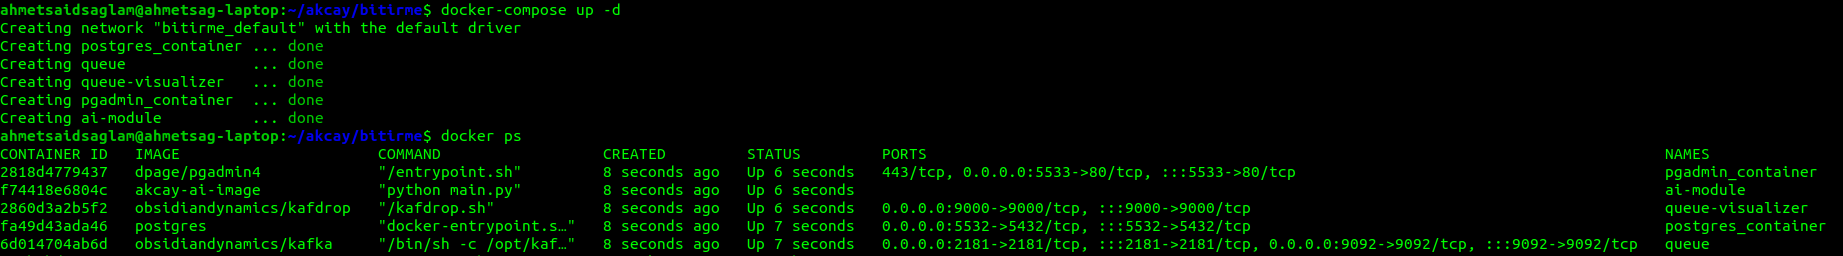 ahmetsaidsaglam@ahmetsag-laptop:~/akcay/bitirme$ docker-compose up -d
Creating network "bitirme_default" with the default driver
Creating postgres_container ... done
Creating queue              ... done
Creating queue-visualizer   ... done
Creating pgadmin_container  ... done
Creating ai-module          ... done
ahmetsaidsaglam@ahmetsag-laptop:~/akcay/bitirme$ docker ps
CONTAINER ID   IMAGE                      COMMAND                  CREATED         STATUS         PORTS                                                                                  NAMES
2818d4779437   dpage/pgadmin4             "/entrypoint.sh"         8 seconds ago   Up 6 seconds   443/tcp, 0.0.0.0:5533->80/tcp, :::5533->80/tcp                                         pgadmin_container
f74418e6804c   akcay-ai-image             "python main.py"         8 seconds ago   Up 6 seconds                                                                                          ai-module
2860d3a2b5f2   obsidiandynamics/kafdrop   "/kafdrop.sh"            8 seconds ago   Up 6 seconds   0.0.0.0:9000->9000/tcp, :::9000->9000/tcp                                              queue-visualizer
fa49d43ada46   postgres                   "docker-entrypoint.s…"   8 seconds ago   Up 7 seconds   0.0.0.0:5532->5432/tcp, :::5532->5432/tcp                                              postgres_container
6d014704ab6d   obsidiandynamics/kafka     "/bin/sh -c /opt/kaf…"   8 seconds ago   Up 7 seconds   0.0.0.0:2181->2181/tcp, :::2181->2181/tcp, 0.0.0.0:9092->9092/tcp, :::9092->9092/tcp   queue